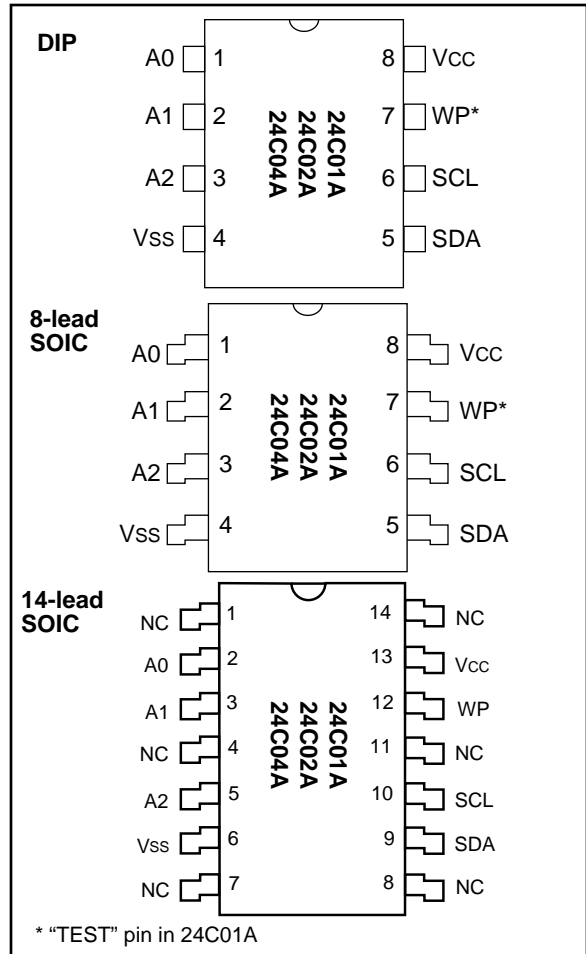 DIP
A0 1 8 VCC
A1 2 7 WP*
A2 3 6 SCL
VSS 4 5 SDA
24C01A
24C02A
24C04A
8-lead
SOIC
A0 1 8 VCC
A1 2 7 WP*
A2 3 6 SCL
VSS 4 5 SDA
24C01A
24C02A
24C04A
14-lead
SOIC
NC 1 14 NC
A0 2 13 VCC
A1 3 12 WP
NC 4 11 NC
A2 5 10 SCL
VSS 6 9 SDA
NC 7 8 NC
24C01A
24C02A
24C04A
* “TEST” pin in 24C01A